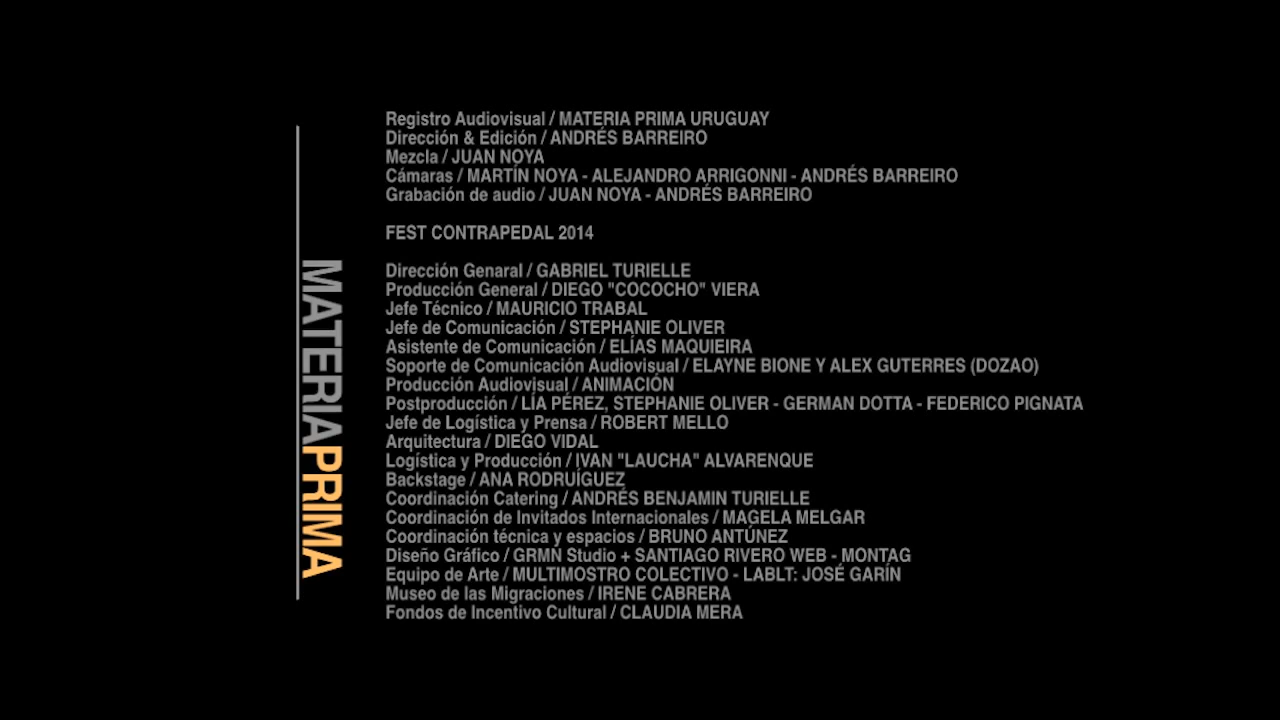 Registro Audiovisual / MATERIA PRIMA URUGUAY
Dirección & Edición / ANDRÉS BARREIRO
Mezcla / JUAN NOYA
Cámaras / MARTÍN NOYA - ALEJANDRO ARRIGONNI - ANDRÉS BARREIRO
Grabación de audio / JUAN NOYA - ANDRÉS BARREIRO
FEST CONTRAPEDAL 2014
Dirección Genaral / GABRIEL TURIELLE
Producción General / DIEGO "COCOCHO" VIERA
Jefe Técnico / MAURICIO TRABAL
Jefe de Comunicación / STEPHANIE OLIVER
Asistente de Comunicación / ELÍAS MAQUIEIRA
Soporte de Comunicación Audiovisual / ELAYNE BIONE Y ALEX GUTERRES (DOZAO)
Producción Audiovisual / ANIMACIÓN
Postproducción / LÍA PÉREZ, STEPHANIE OLIVER - GERMAN DOTTA - FEDERICO PIGNATA
Jefe de Logística y Prensa / ROBERT MELLO
Arquitectura / DIEGO VIDAL
Logística y Producción / IVAN "LAUCHA" ALVARENQUE
Backstage / ANA RODRUÍGUEZ
Coordinación Catering / ANDRÉS BENJAMIN TURIELLE
Coordinación de Invitados Internacionales / MAGELA MELGAR
Coordinación técnica y espacios / BRUNO ANTÚNEZ
Diseño Gráfico / GRMN Studio + SANTIAGO RIVERO WEB - MONTAG
Equipo de Arte / MULTIMOSTRO COLECTIVO - LABLT: JOSÉ GARÍN
Museo de las Migraciones / IRENE CABRERA
Fondos de Incentivo Cultural / CLAUDIA MERA
MATERIAPRIMA